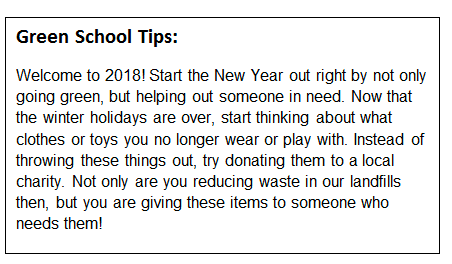 Green School Tips:
Welcome to 2018! Start the New Year out right by not only
going green, but helping out someone in need. Now that
the winter holidays are over, start thinking about what
clothes or toys you no longer wear or play with. Instead of
throwing these things out, try donating them to a local
charity. Not only are you reducing waste in our landfills
then, but you are giving these items to someone who
needs them!